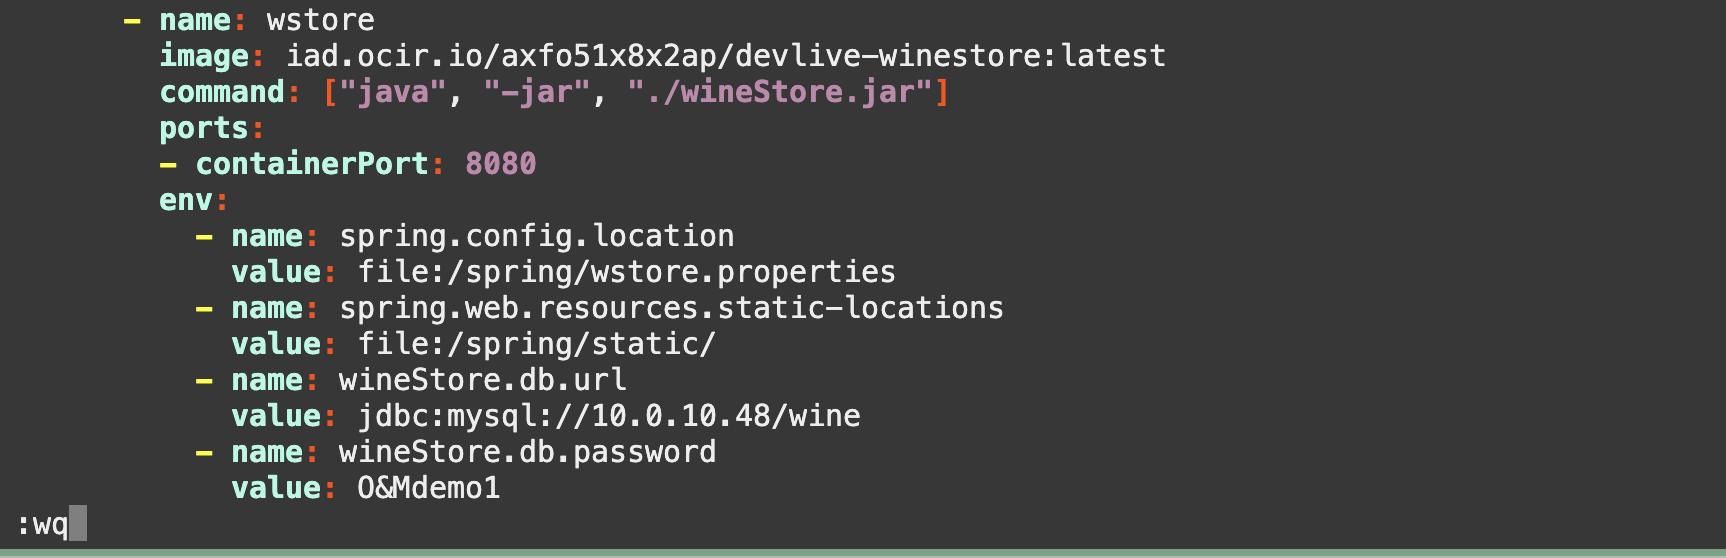 - name: wstore
image: iad.ocir.io/axfo51x8x2ap/devlive-winestore:latest
command: ["java", "-jar", "./wineStore.jar"]
ports:
- containerPort: 8080
env:
- name: spring.config.location
value: file:/spring/wstore.properties
- name: spring.web.resources.static-locations
value: file:/spring/static/
- name: wineStore.db.url
value: jdbc:mysql://10.0.10.48/wine
- name: wineStore.db.password
value: O&Mdemo1
:wq